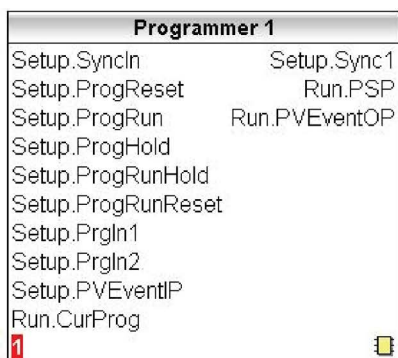 Programmer 1
Setup.SyncIn Setup.Sync1
Setup.ProgReset Run.PSP
Setup.ProgRun Run.PVEventOP
Setup.ProgHold
Setup.ProgRunHold
Setup.ProgRunReset
Setup.PrgIn1
Setup.PrgIn2
Setup.PVEventIP
Run.CurProg
1